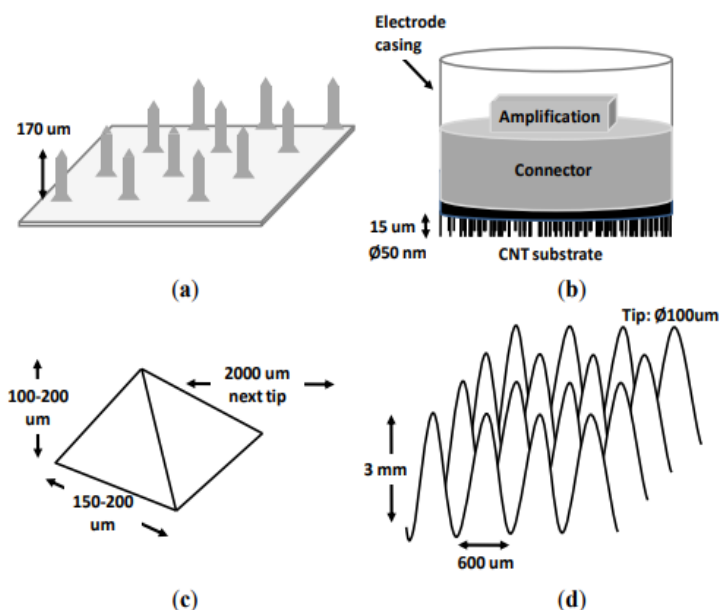 170 um
(a)
Electrode
casing
Amplification
Connector
15 um
Ø50 nm
CNT substrate
(b)
100-200
um
2000 um
next tip
150-200
um
(c)
Tip: Ø100um
3 mm
600 um
(d)